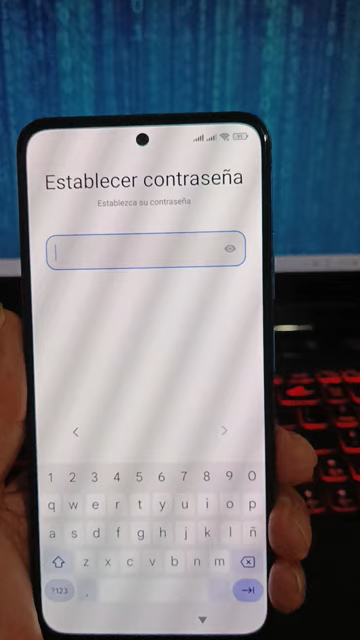 Establecer contraseña
Establezca su contraseña
1 2 3 4 5 6 7 8 9 0
q w e r t y u i o p
a s d f g h j k l ñ
z x c v b n m
?123 ,